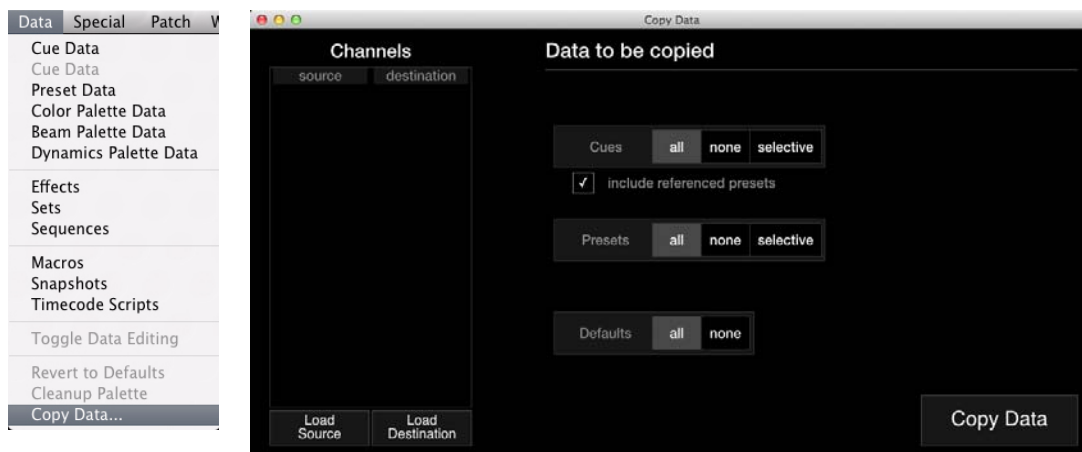 Data Special Patch
Cue Data
Cue Data
Preset Data
Color Palette Data
Beam Palette Data
Dynamics Palette Data
Effects
Sets
Sequences
Macros
Snapshots
Timecode Scripts
Toggle Data Editing
Revert to Defaults
Cleanup Palette
Copy Data...
Copy Data
Channels
source destination
Load Source
Load Destination
Data to be copied
Cues all none selective
✓ include referenced presets
Presets all none selective
Defaults all none
Copy Data